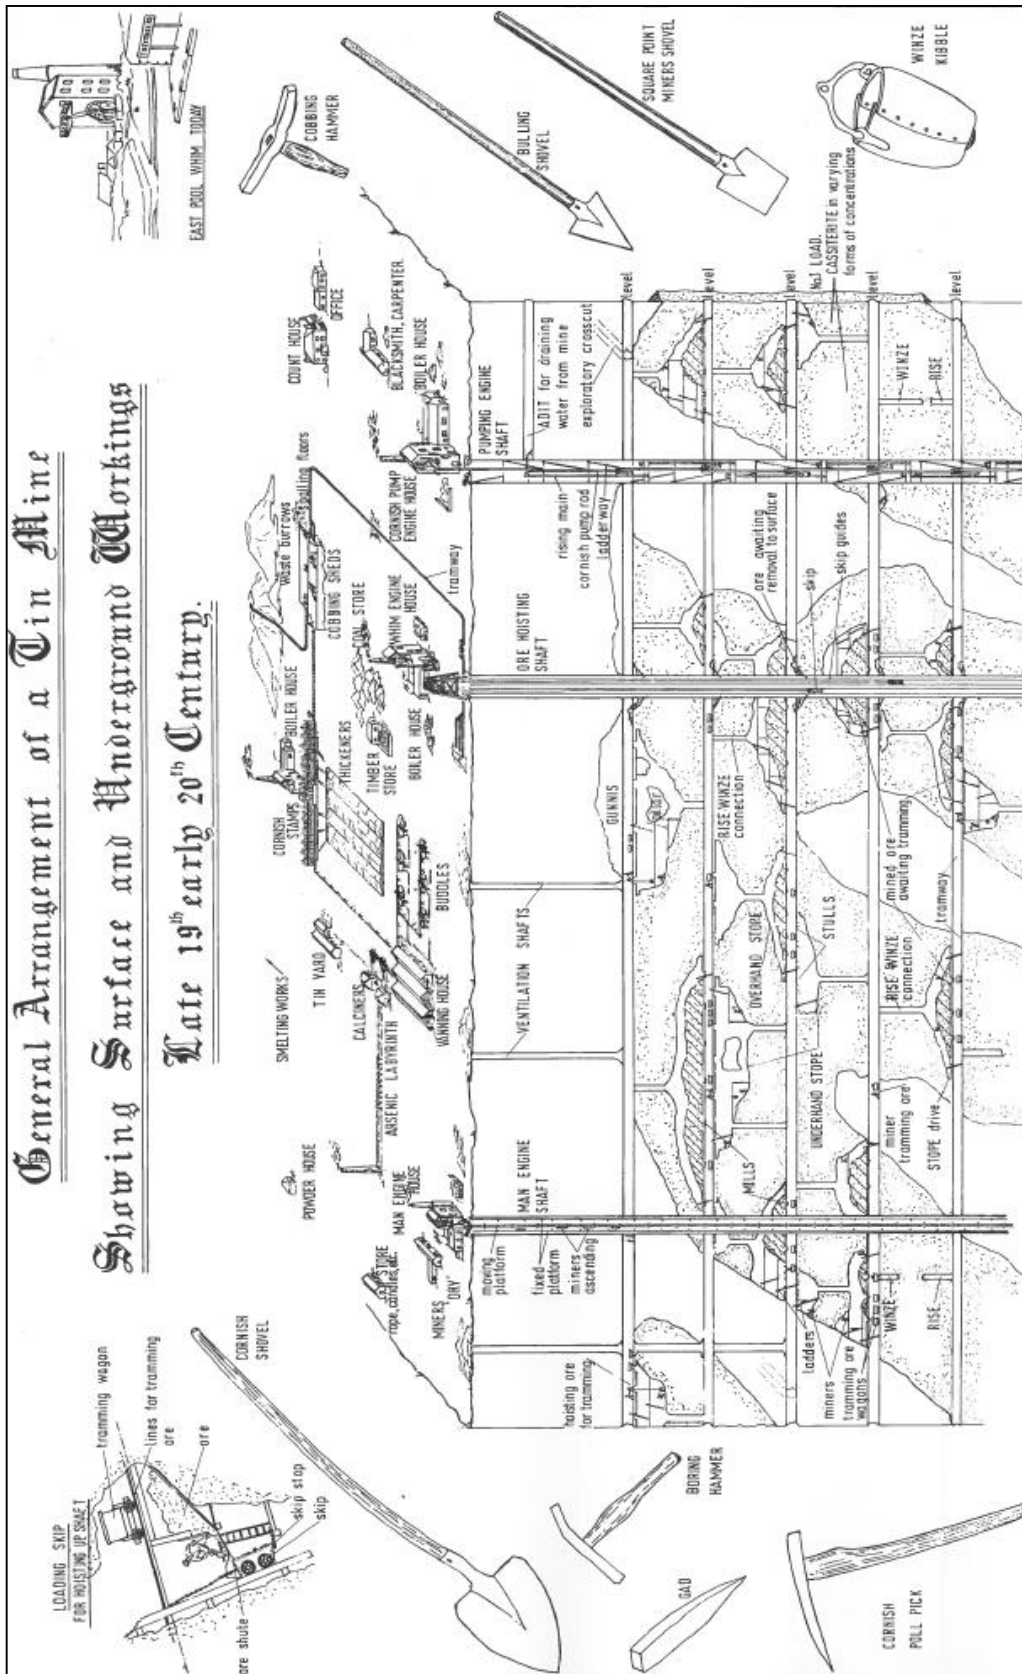 General Arrangement of a Tin Mine
Showing Surface and Underground Workings
Late 19th early 20th Century.
LOADING SKIP
FOR HOISTING UP SHAFT
tramming wagon
lines for tramming
ore
ore
skip stop
skip
ore shute
EAST POOL WHIM TODAY
CORNISH
SHOVEL
COBBING
HAMMER
BULLING
SHOVEL
SQUARE POINT
MINERS SHOVEL
WINZE
KIBBLE
BORING
HAMMER
GAD
CORNISH
POLL PICK
POWDER HOUSE
SMELTING WORKS
TIN YARD
CALCINERS
ARSENIC LABYRINTH
VANNING HOUSE
BUDDLES
CORNISH
STAMPS
BOILER HOUSE
THICKENERS
TIMBER
STORE
COAL STORE
BOILER HOUSE
WHIM ENGINE
HOUSE
waste burrows
spalling floors
COBBING SHEDS
tramway
CORNISH PUMP
ENGINE HOUSE
COUNT HOUSE
OFFICE
BLACKSMITH, CARPENTER.
BOILER HOUSE
STORE
rope,candles,etc.
MINERS
'DRY'
MAN ENGINE
HOUSE
MAN ENGINE
SHAFT
moving
platform
fixed
platform
miners
ascending
VENTILATION SHAFTS
GUNNIS
ORE HOISTING
SHAFT
PUMPING ENGINE
SHAFT
rising main
cornish pump rod
ladderway
ADIT for draining
water from mine
exploratory crosscut
level
level
level
level
level
hoisting ore
for tramming
MILLS
OVERHAND STOPE
RISE WINZE
connection
ore awaiting
removal to surface
skip
skip guides
No.1 LOAD.
CASSITERITE in varying
forms of concentrations
ladders
miners
tramming ore
wagons
UNDERHAND STOPE
STULLS
mined ore
awaiting tramming
WINZE
RISE
miner
tramming ore
STOPE drive
RISE WINZE
connection
tramway
WINZE
RISE